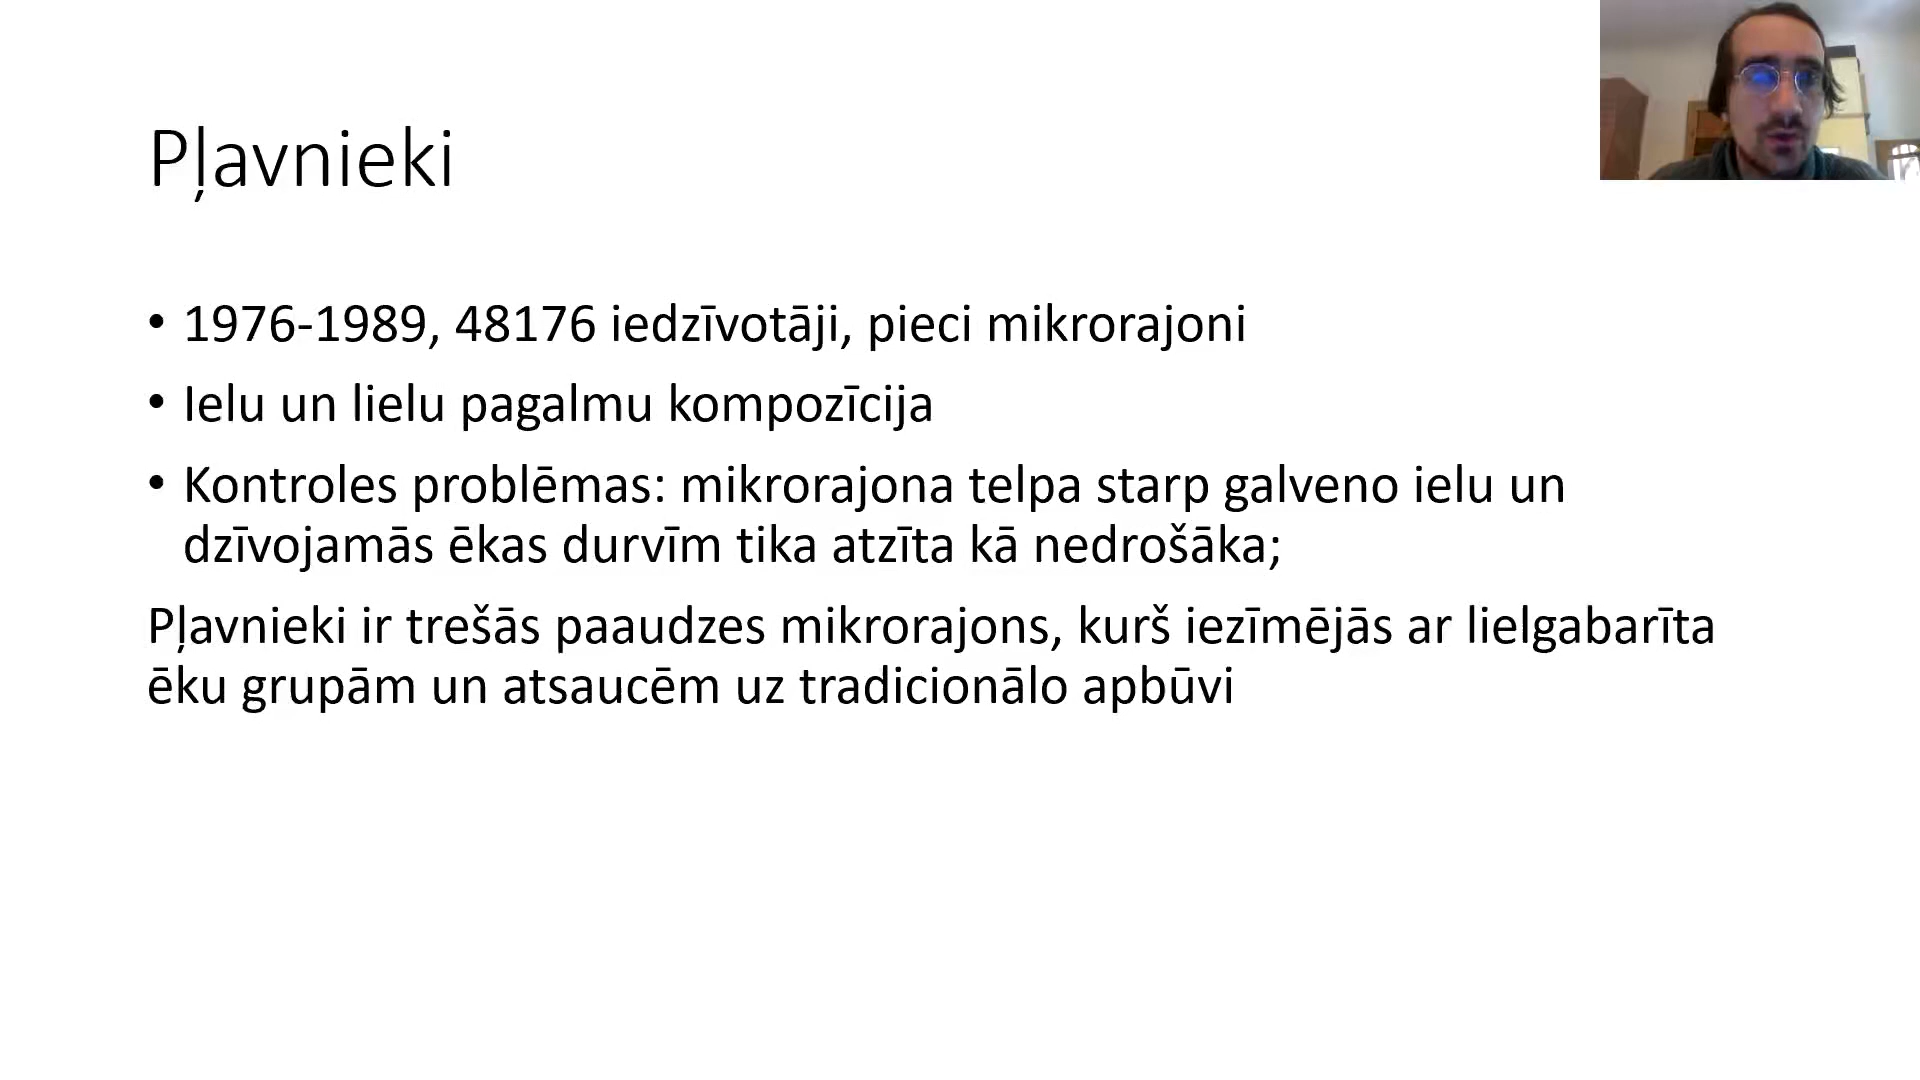 Pļavnieki
• 1976-1989, 48176 iedzīvotāji, pieci mikrorajoni
• Ielu un lielu pagalmu kompozīcija
• Kontroles problēmas: mikrorajona telpa starp galveno ielu un
dzīvojamās ēkas durvīm tika atzīta kā nedrošāka;
Pļavnieki ir trešās paaudzes mikrorajons, kurš iezīmējās ar lielgabarīta
ēku grupām un atsaucēm uz tradicionālo apbūvi